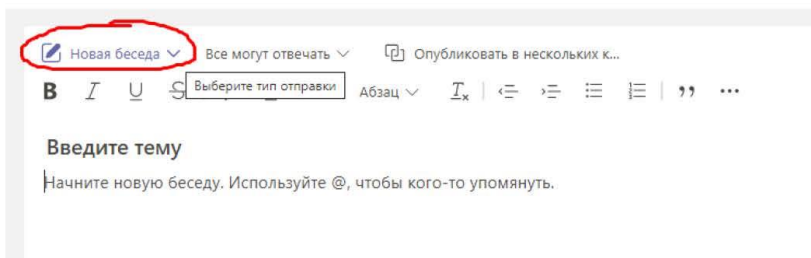 Новая беседа Все могут отвечать Опубликовать в нескольких к...
B I U S Абзац Tx
Выберите тип отправки
Введите тему
Начните новую беседу. Используйте @, чтобы кого-то упомянуть.